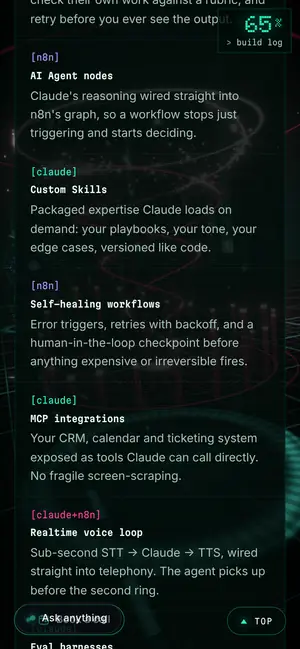 check their own work against a rubric, and
retry before you ever see the output.
65%
> build log
[n8n]
AI Agent nodes
Claude's reasoning wired straight into
n8n's graph, so a workflow stops just
triggering and starts deciding.
[claude]
Custom Skills
Packaged expertise Claude loads on
demand: your playbooks, your tone, your
edge cases, versioned like code.
[n8n]
Self-healing workflows
Error triggers, retries with backoff, and a
human-in-the-loop checkpoint before
anything expensive or irreversible fires.
[claude]
MCP integrations
Your CRM, calendar and ticketing system
exposed as tools Claude can call directly.
No fragile screen-scraping.
[claude+n8n]
Realtime voice loop
Sub-second STT → Claude → TTS, wired
straight into telephony. The agent picks up
before the second ring.
Ask anything
▲ TOP
Eval harnesses